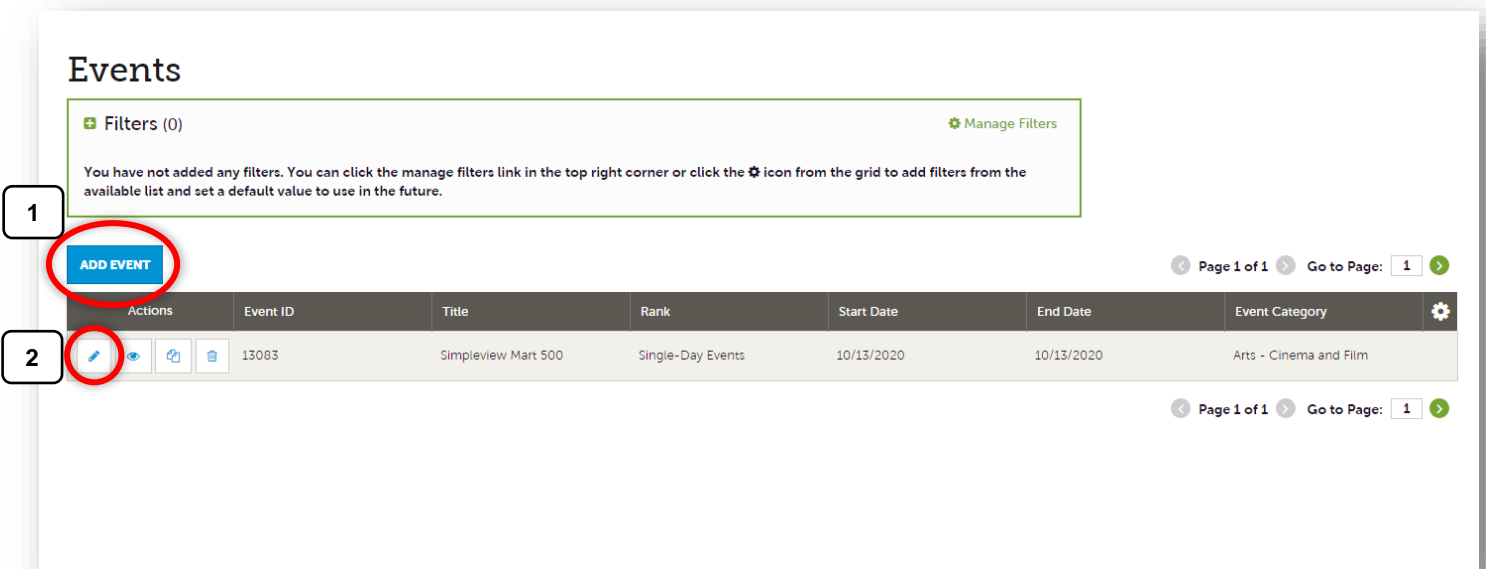 Events
Filters (0)
Manage Filters
You have not added any filters. You can click the manage filters link in the top right corner or click the icon from the grid to add filters from the
available list and set a default value to use in the future.
1
ADD EVENT
Page 1 of 1 Go to Page: 1
Actions Event ID Title Rank Start Date End Date Event Category
2
13083 Simpleview Mart 500 Single-Day Events 10/13/2020 10/13/2020 Arts - Cinema and Film
Page 1 of 1 Go to Page: 1